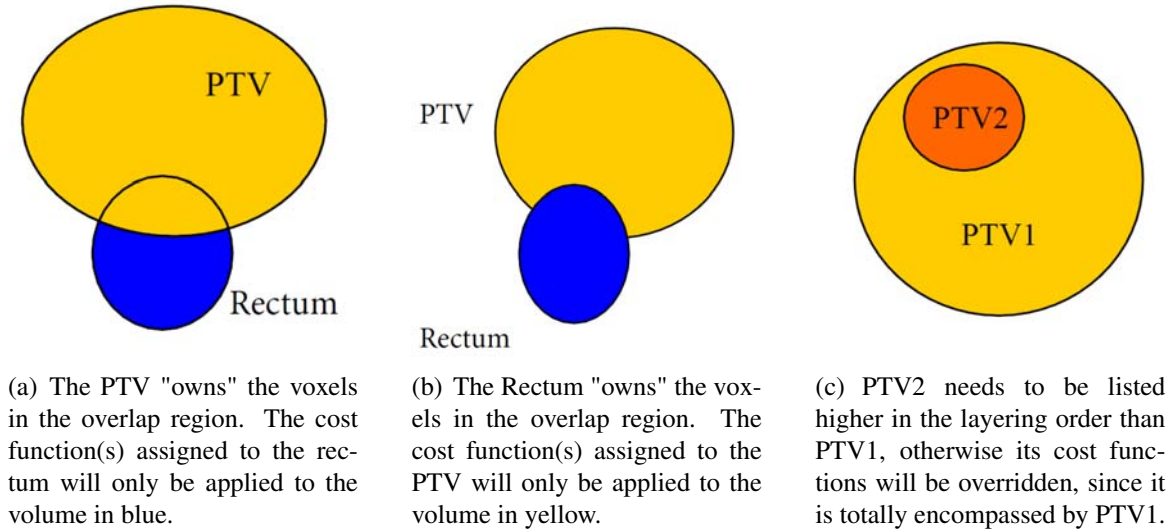 PTV
Rectum
PTV
Rectum
PTV2
PTV1
(a) The PTV "owns" the voxels
in the overlap region. The cost
function(s) assigned to the rec-
tum will only be applied to the
volume in blue.
(b) The Rectum "owns" the vox-
els in the overlap region. The
cost function(s) assigned to the
PTV will only be applied to the
volume in yellow.
(c) PTV2 needs to be listed
higher in the layering order than
PTV1, otherwise its cost func-
tions will be overridden, since it
is totally encompassed by PTV1.